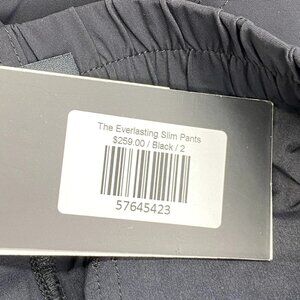 The Everlasting Slim Pants
$259.00 / Black / 2
57645423